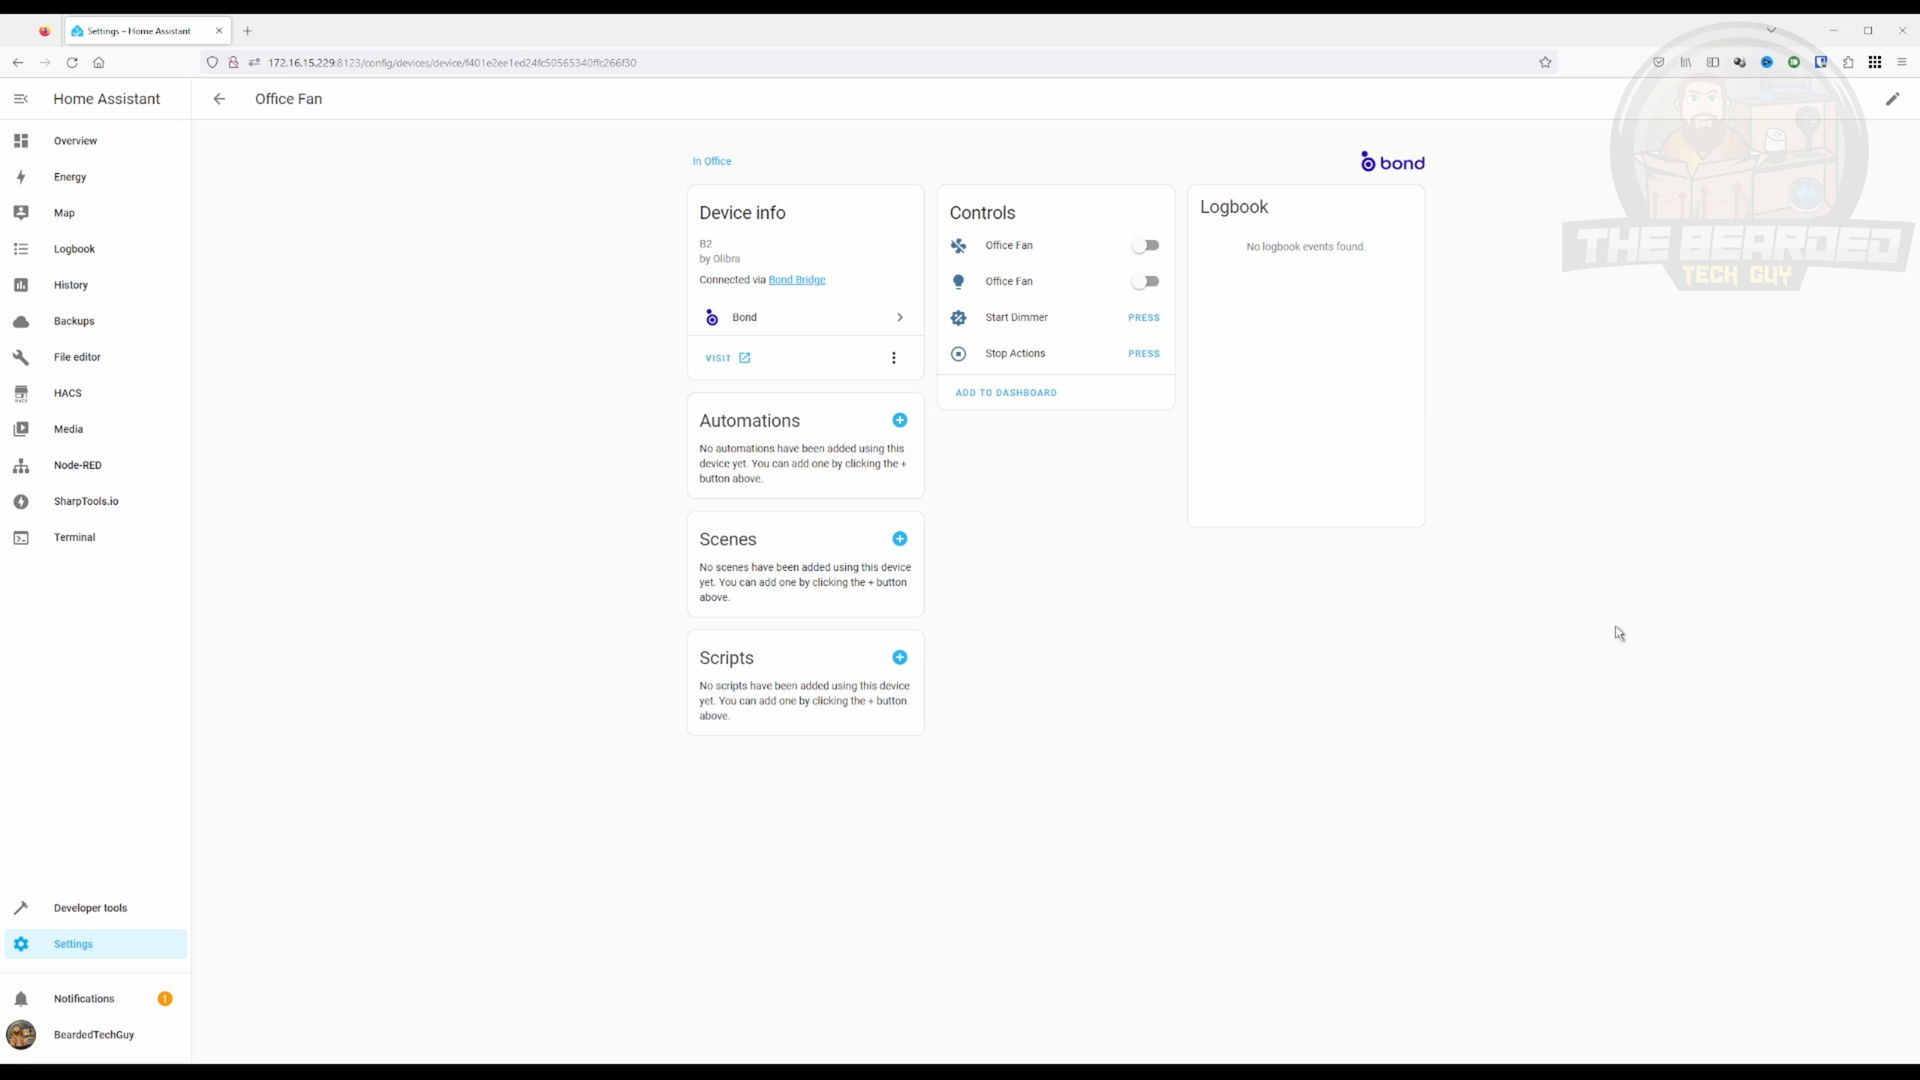 Settings – Home Assistant
172.16.15.229:8123/config/devices/device/f401e2ee1ed24fc50565340ffc266f30
Home Assistant
Office Fan
Overview
Energy
Map
Logbook
History
Backups
File editor
HACS
Media
Node-RED
SharpTools.io
Terminal
Developer tools
Settings
Notifications
1
BeardedTechGuy
In Office
bond
Device info
B2
by Olibra
Connected via Bond Bridge
Bond
VISIT
Automations
No automations have been added using this
device yet. You can add one by clicking the +
button above.
Scenes
No scenes have been added using this device
yet. You can add one by clicking the + button
above.
Scripts
No scripts have been added using this device
yet. You can add one by clicking the + button
above.
Controls
Office Fan
Office Fan
Start Dimmer PRESS
Stop Actions PRESS
ADD TO DASHBOARD
Logbook
No logbook events found.
THE BEARDED
TECH GUY